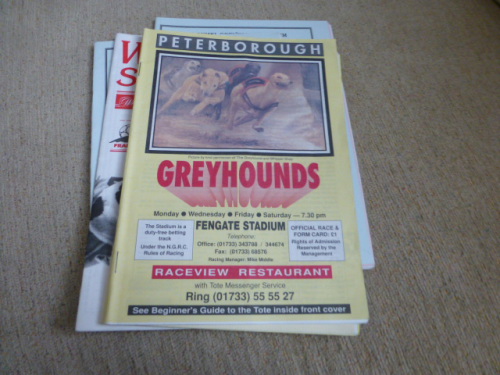 PETERBOROUGH
GREYHOUNDS
Monday ● Wednesday ● Friday ● Saturday — 7.30 pm
The Stadium is a
duty-free betting
track
Under the N.G.R.C.
Rules of Racing
FENGATE STADIUM
Telephone:
Office: (01733) 343788 / 344674
Fax: (01733) 68076
Racing Manager: Mike Middle
OFFICIAL RACE &
FORM CARD: £1
Rights of Admission
Reserved by the
Management
RACEVIEW RESTAURANT
with Tote Messenger Service
Ring (01733) 55 55 27
See Beginner's Guide to the Tote inside front cover
W
S